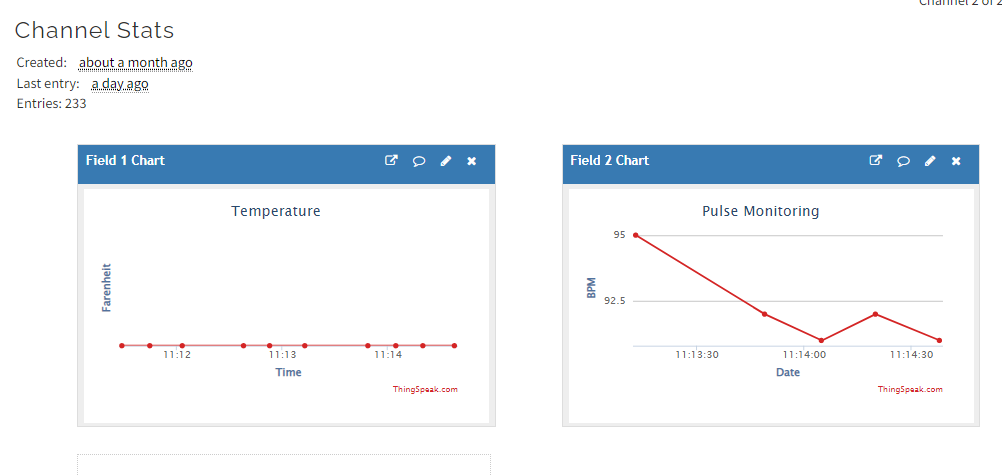 Channel 2 of 2
Channel Stats
Created: about a month ago
Last entry: a day ago
Entries: 233
Field 1 Chart
Temperature
Farenheit
11:12 11:13 11:14
Time
ThingSpeak.com
Field 2 Chart
Pulse Monitoring
95
92.5
BPM
11:13:30 11:14:00 11:14:30
Date
ThingSpeak.com